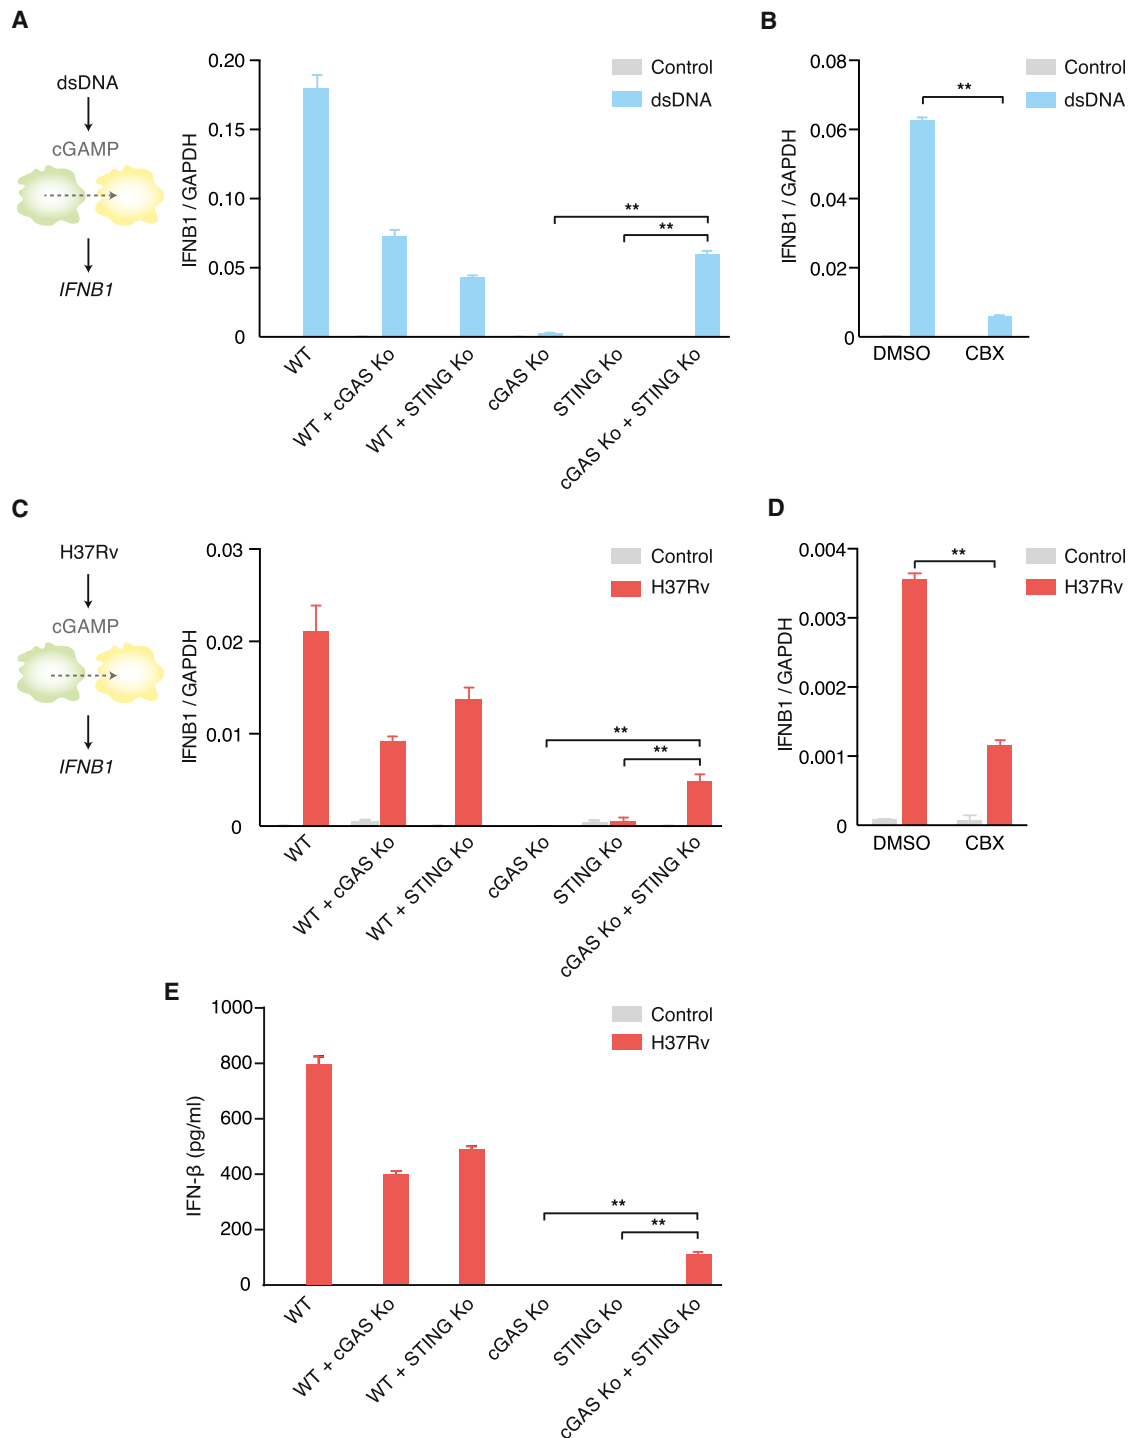 A
dsDNA
cGAMP
IFNB1
IFNB1 / GAPDH
0.20
0.15
0.10
0.05
0
Control
dsDNA
**
**
WT
WT + cGAS Ko
WT + STING Ko
cGAS Ko
STING Ko
cGAS Ko + STING Ko
B
IFNB1 / GAPDH
0.08
0.06
0.04
0.02
0
Control
dsDNA
**
DMSO
CBX
C
H37Rv
cGAMP
IFNB1
IFNB1 / GAPDH
0.03
0.02
0.01
0
Control
H37Rv
**
**
WT
WT + cGAS Ko
WT + STING Ko
cGAS Ko
STING Ko
cGAS Ko + STING Ko
D
IFNB1 / GAPDH
0.004
0.003
0.002
0.001
0
Control
H37Rv
**
DMSO
CBX
E
IFN-β (pg/ml)
1000
800
600
400
200
0
Control
H37Rv
**
**
WT
WT + cGAS Ko
WT + STING Ko
cGAS Ko
STING Ko
cGAS Ko + STING Ko